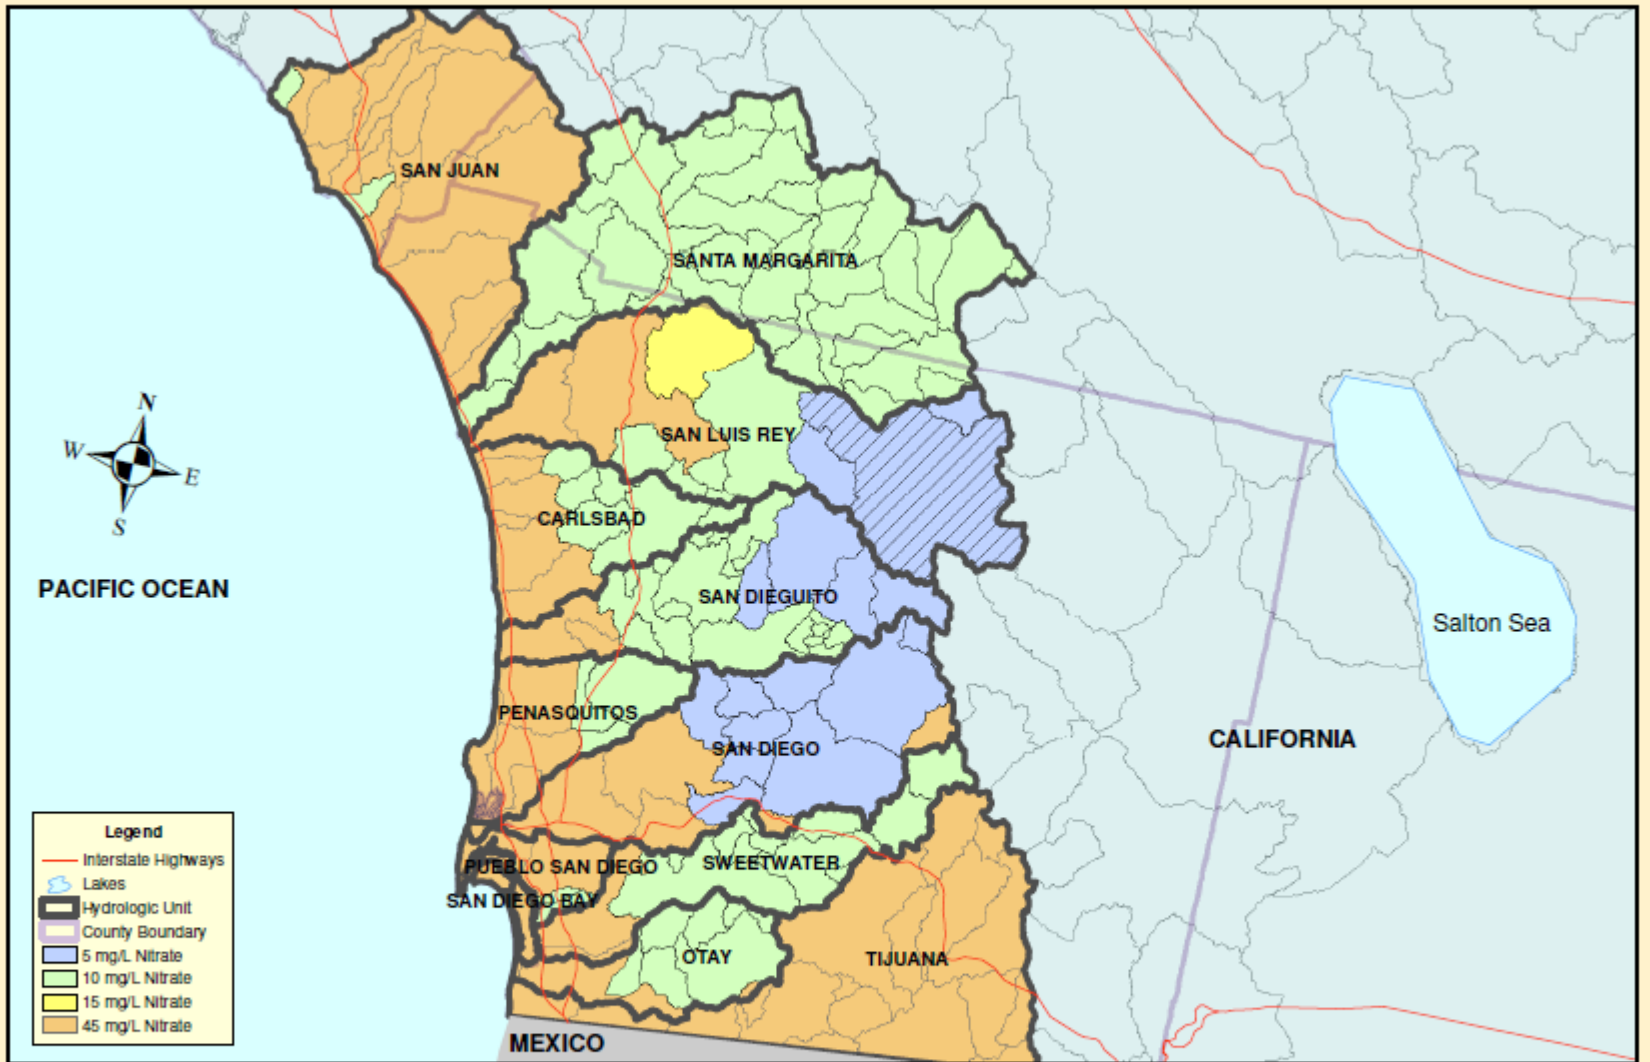 SAN JUAN
SANTA MARGARITA
SAN LUIS REY
N
W
E
S
CARLSBAD
PACIFIC OCEAN
SAN DIEGUITO
Salton Sea
PENASQUITOS
SAN DIEGO
CALIFORNIA
PUEBLO SAN DIEGO
SWEETWATER
SAN DIEGO BAY
OTAY
TIJUANA
MEXICO
Legend
Interstate Highways
Lakes
Hydrologic Unit
County Boundary
5 mg/L Nitrate
10 mg/L Nitrate
15 mg/L Nitrate
45 mg/L Nitrate